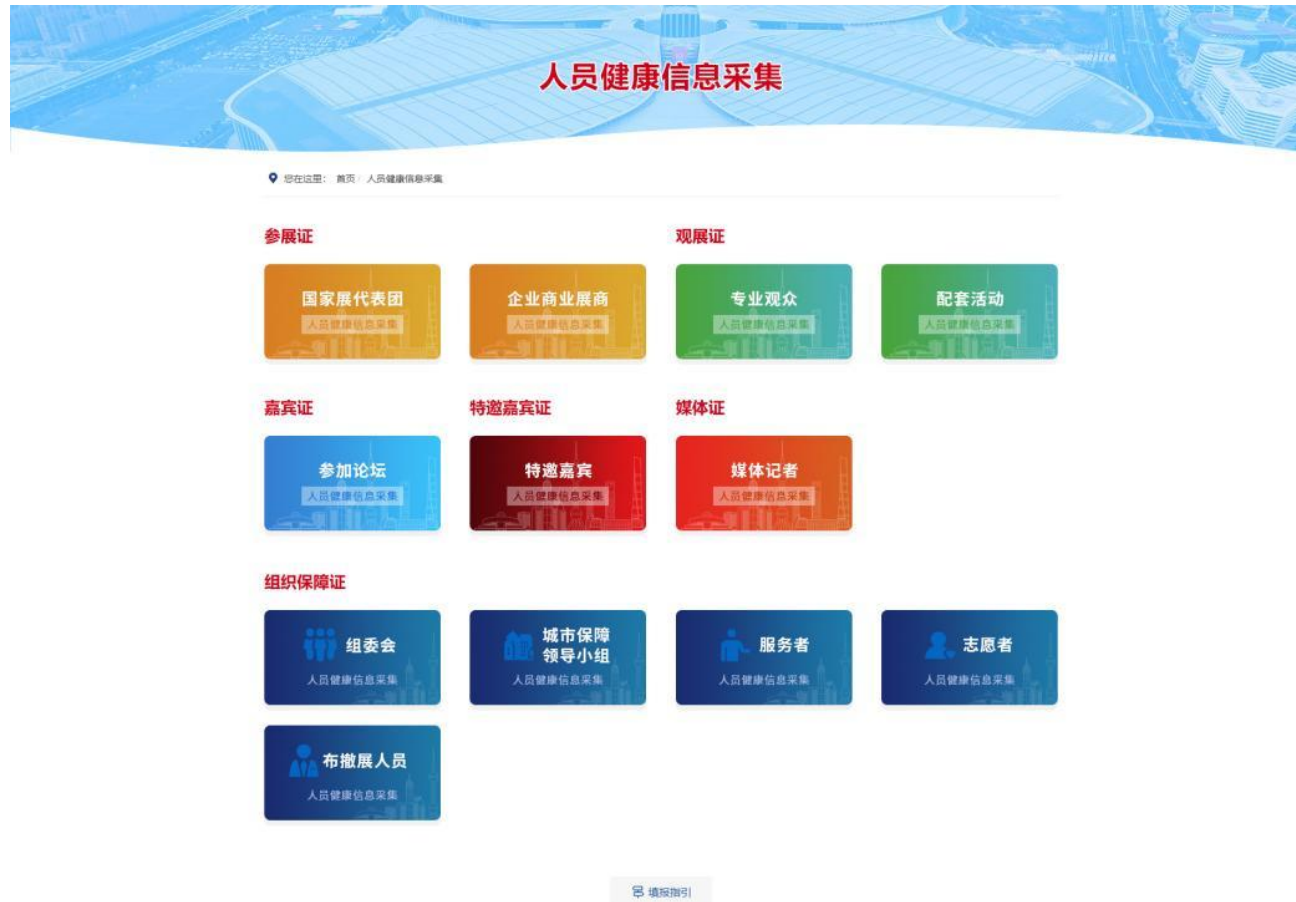 人员健康信息采集
您在这里： 首页 / 人员健康信息采集
参展证
观展证
国家展代表团
人员健康信息采集
企业商业展商
人员健康信息采集
专业观众
人员健康信息采集
配套活动
人员健康信息采集
嘉宾证
特邀嘉宾证
媒体证
参加论坛
人员健康信息采集
特邀嘉宾
人员健康信息采集
媒体记者
人员健康信息采集
组织保障证
组委会
人员健康信息采集
城市保障
领导小组
人员健康信息采集
服务者
人员健康信息采集
志愿者
人员健康信息采集
布撤展人员
人员健康信息采集
填报指引